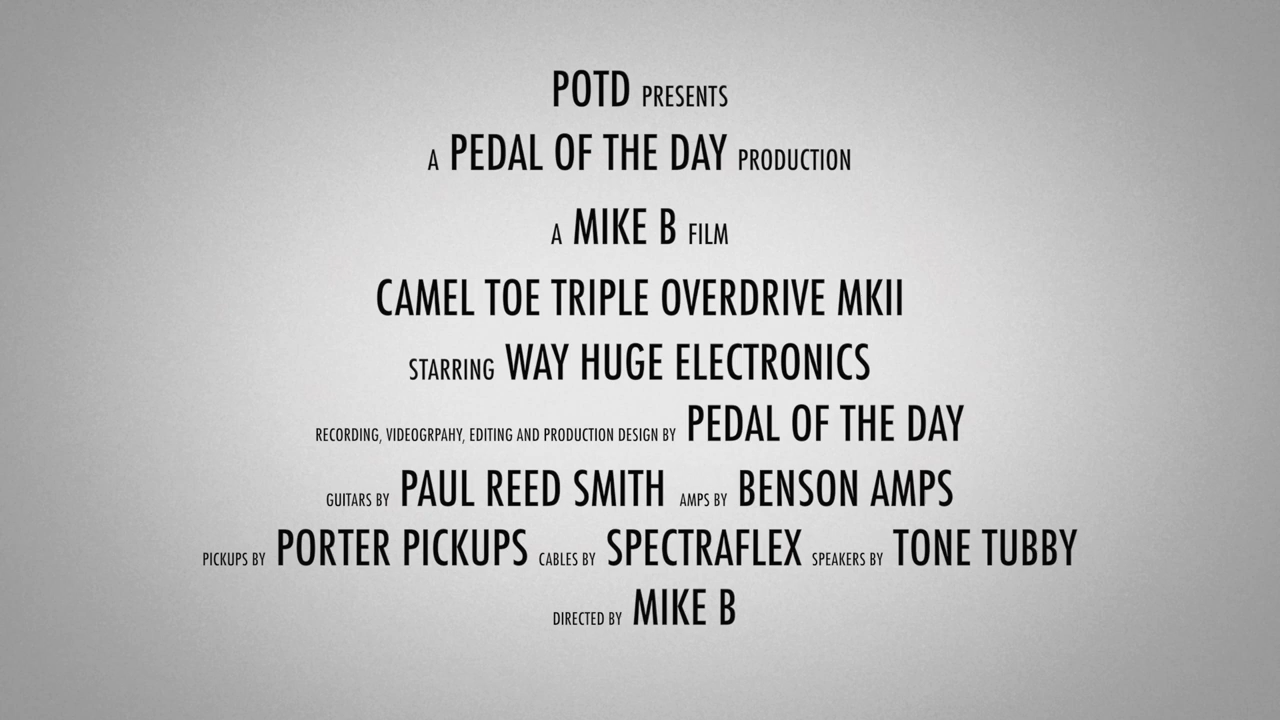 POTD PRESENTS
A PEDAL OF THE DAY PRODUCTION
A MIKE B FILM
CAMEL TOE TRIPLE OVERDRIVE MKII
STARRING WAY HUGE ELECTRONICS
RECORDING, VIDEOGRPAHY, EDITING AND PRODUCTION DESIGN BY PEDAL OF THE DAY
GUITARS BY PAUL REED SMITH AMPS BY BENSON AMPS
PICKUPS BY PORTER PICKUPS CABLES BY SPECTRAFLEX SPEAKERS BY TONE TUBBY
DIRECTED BY MIKE B